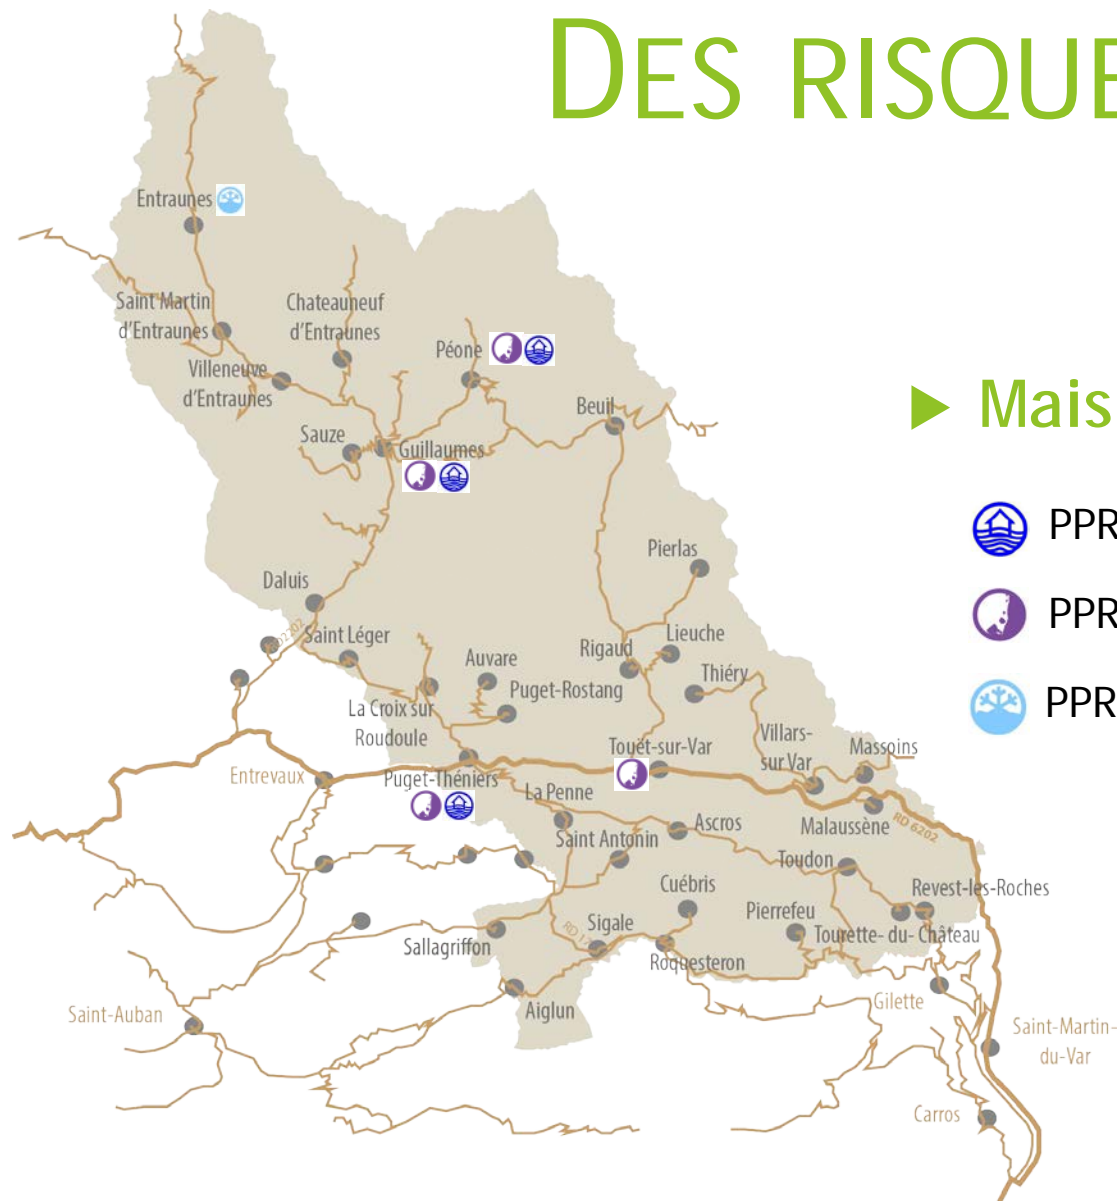 DES RISQUE
Entraunes
Saint Martin
d'Entraunes
Chateauneuf
d'Entraunes
Péone
Villeneuve
d'Entraunes
Beuil
Mais
Sauze
Guillaumes
PPR
Pierlas
Daluis
PPR
Saint Léger
Lieuche
Rigaud
Auvare
Thiéry
Puget-Rostang
PPR
La Croix sur
Roudoule
Villars-
sur Var
Massoins
Touët-sur-Var
Entrevaux
Puget-Théniers
La Penne
Malaussène
RD 6202
Ascros
Saint Antonin
Toudon
Cuébris
Revest-les-Roches
Pierrefeu
Tourette- du- Château
Sigale
Sallagriffon
Roquesteron
Gilette
Aiglun
Saint-Auban
Saint-Martin-
du-Var
Carros